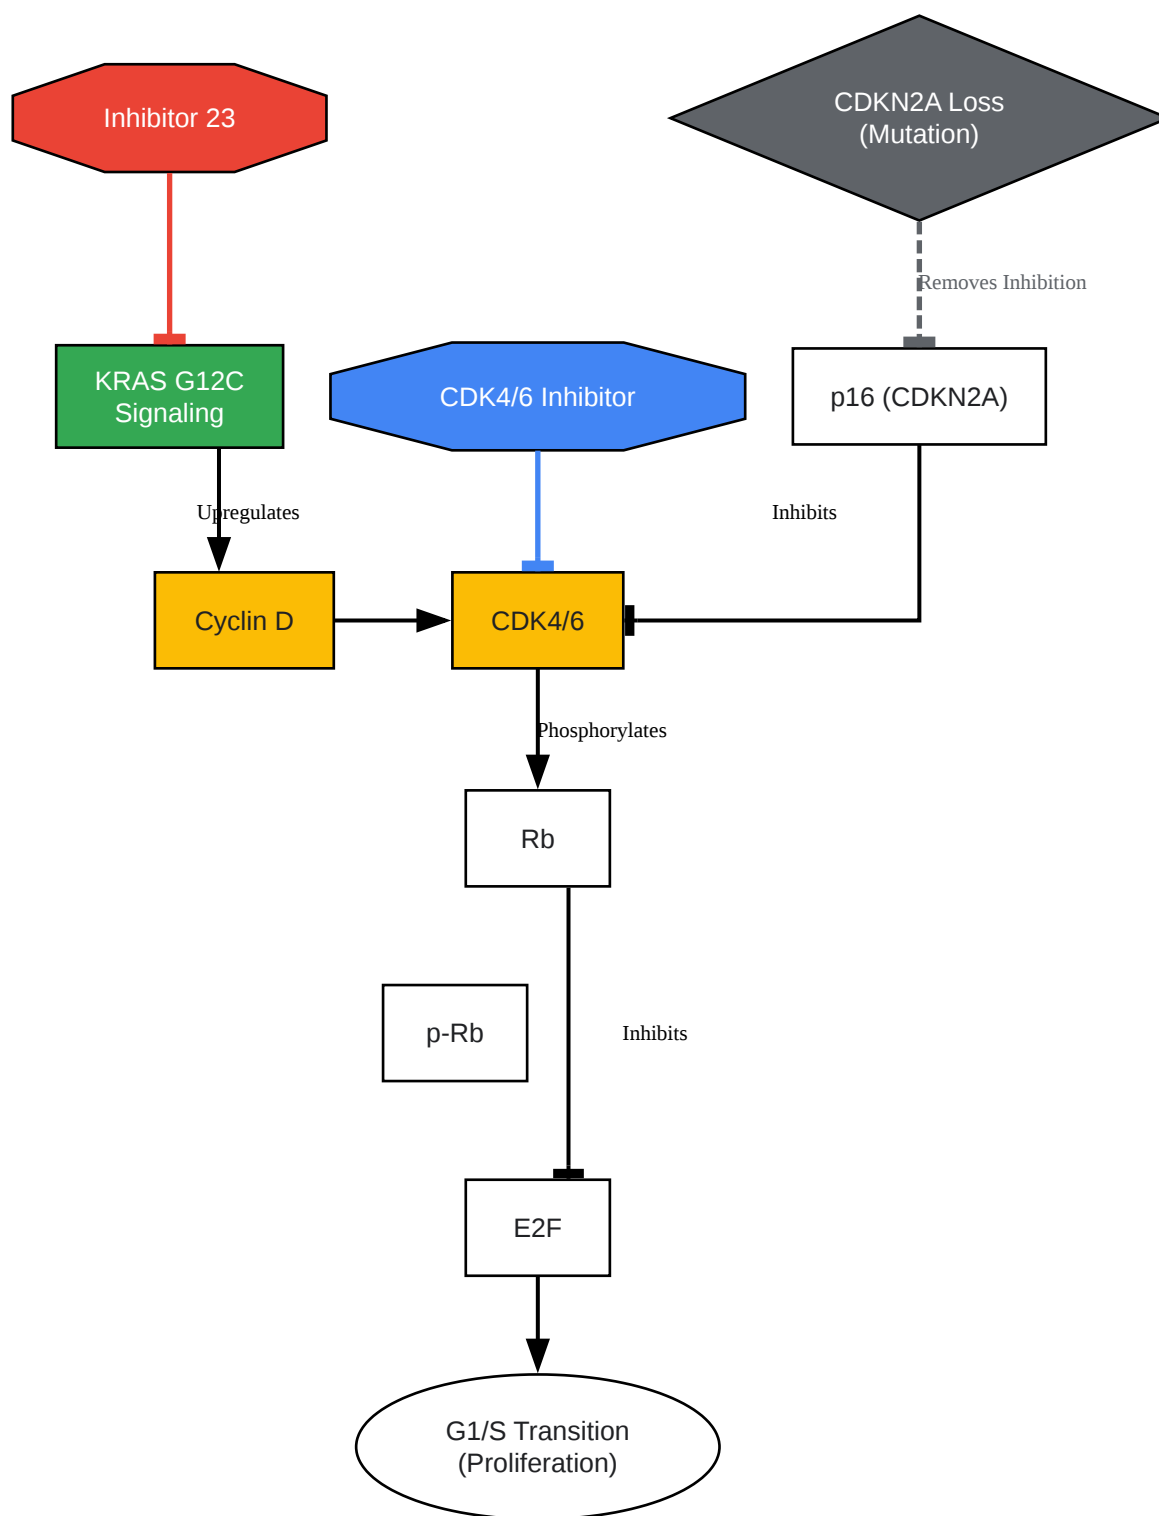 Inhibitor 23
CDKN2A Loss
(Mutation)
Removes Inhibition
KRAS G12C
Signaling
CDK4/6 Inhibitor
p16 (CDKN2A)
Upregulates
Inhibits
Cyclin D
CDK4/6
Phosphorylates
Rb
p-Rb
Inhibits
E2F
G1/S Transition
(Proliferation)